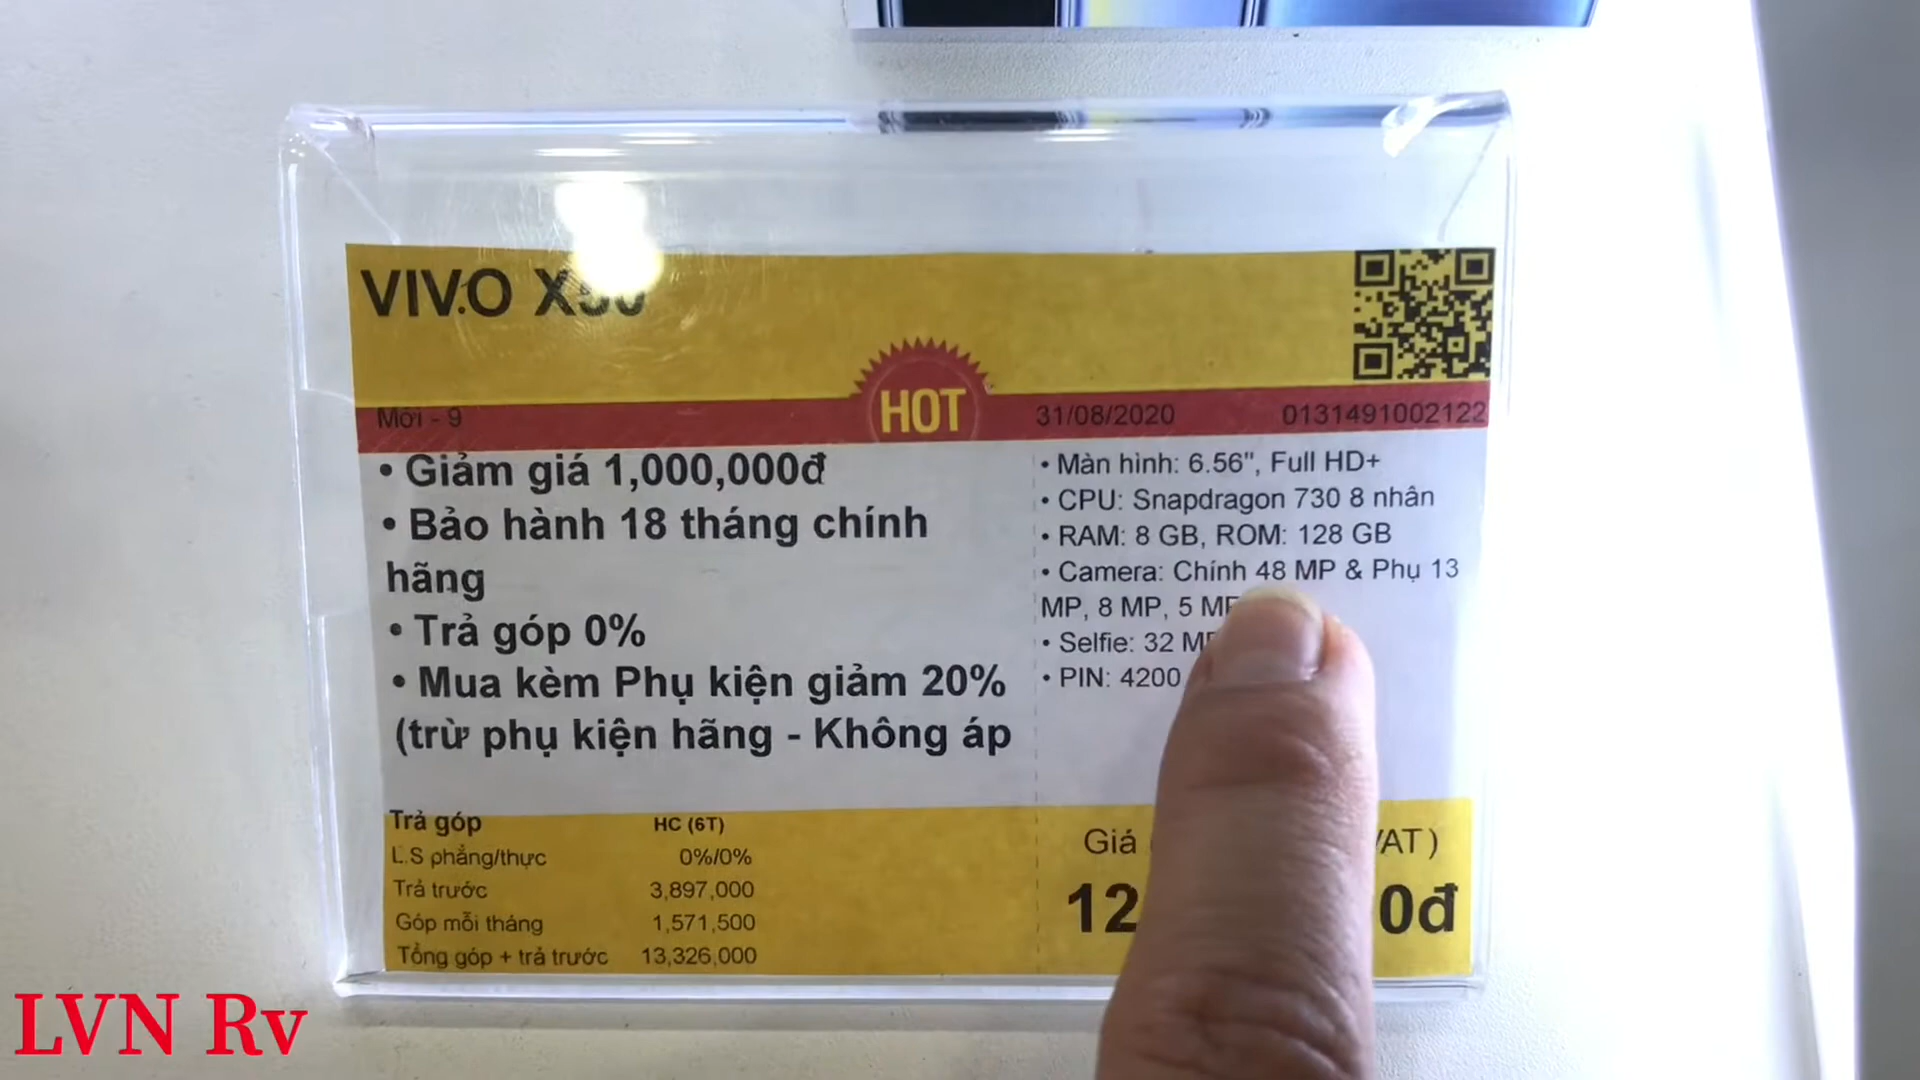 VIVO X50
HOT
Mới - 9
31/08/2020
0131491002122
• Giảm giá 1,000,000đ
• Bảo hành 18 tháng chính
hãng
• Trả góp 0%
• Mua kèm Phụ kiện giảm 20%
(trừ phụ kiện hãng - Không áp
• Màn hình: 6.56", Full HD+
• CPU: Snapdragon 730 8 nhân
• RAM: 8 GB, ROM: 128 GB
• Camera: Chính 48 MP & Phụ 13
MP, 8 MP, 5 MP
• Selfie: 32 MP
• PIN: 4200
Trả góp HC (6T)
L.S phẳng/thực 0%/0%
Trả trước 3,897,000
Góp mỗi tháng 1,571,500
Tổng góp + trả trước 13,326,000
Giá VAT)
12 0đ
LVN Rv